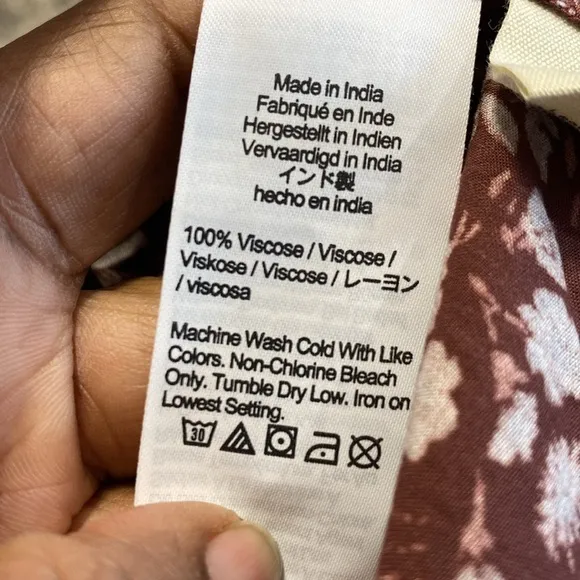 Made in India
Fabriqué en Inde
Hergestellt in Indien
Vervaardigd in India
インド製
hecho en india
100% Viscose / Viscose /
Viskose / Viscose / レーヨン
/ viscosa
Machine Wash Cold With Like
Colors. Non-Chlorine Bleach
Only. Tumble Dry Low. Iron on
Lowest Setting.
30